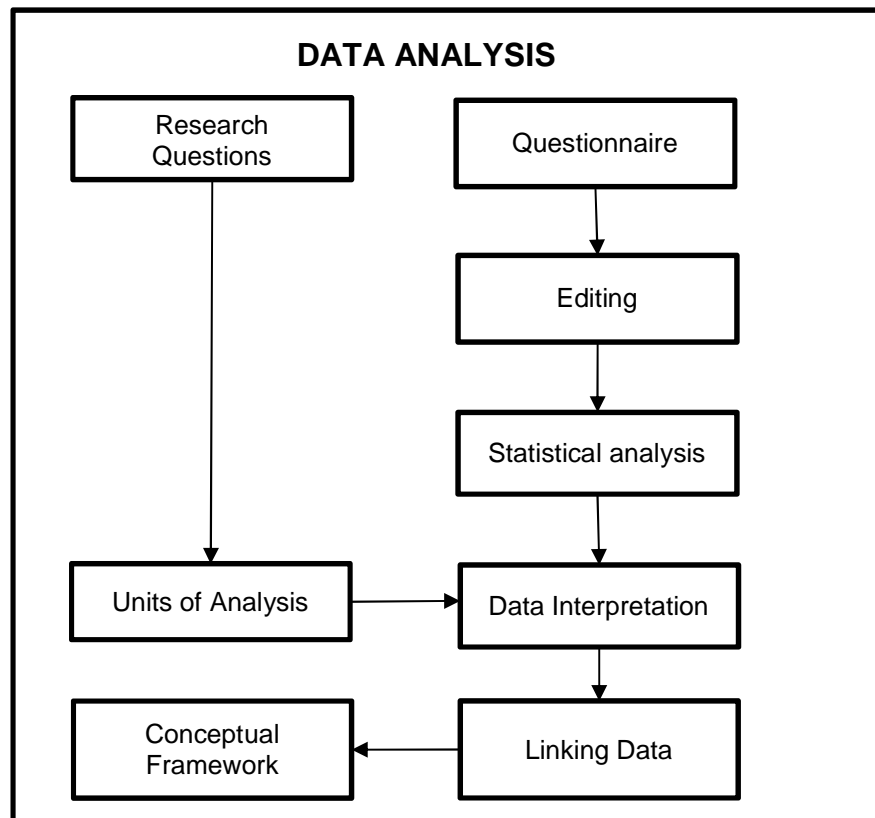 DATA ANALYSIS
Research
Questions
Questionnaire
Editing
Statistical analysis
Units of Analysis
Data Interpretation
Conceptual
Framework
Linking Data